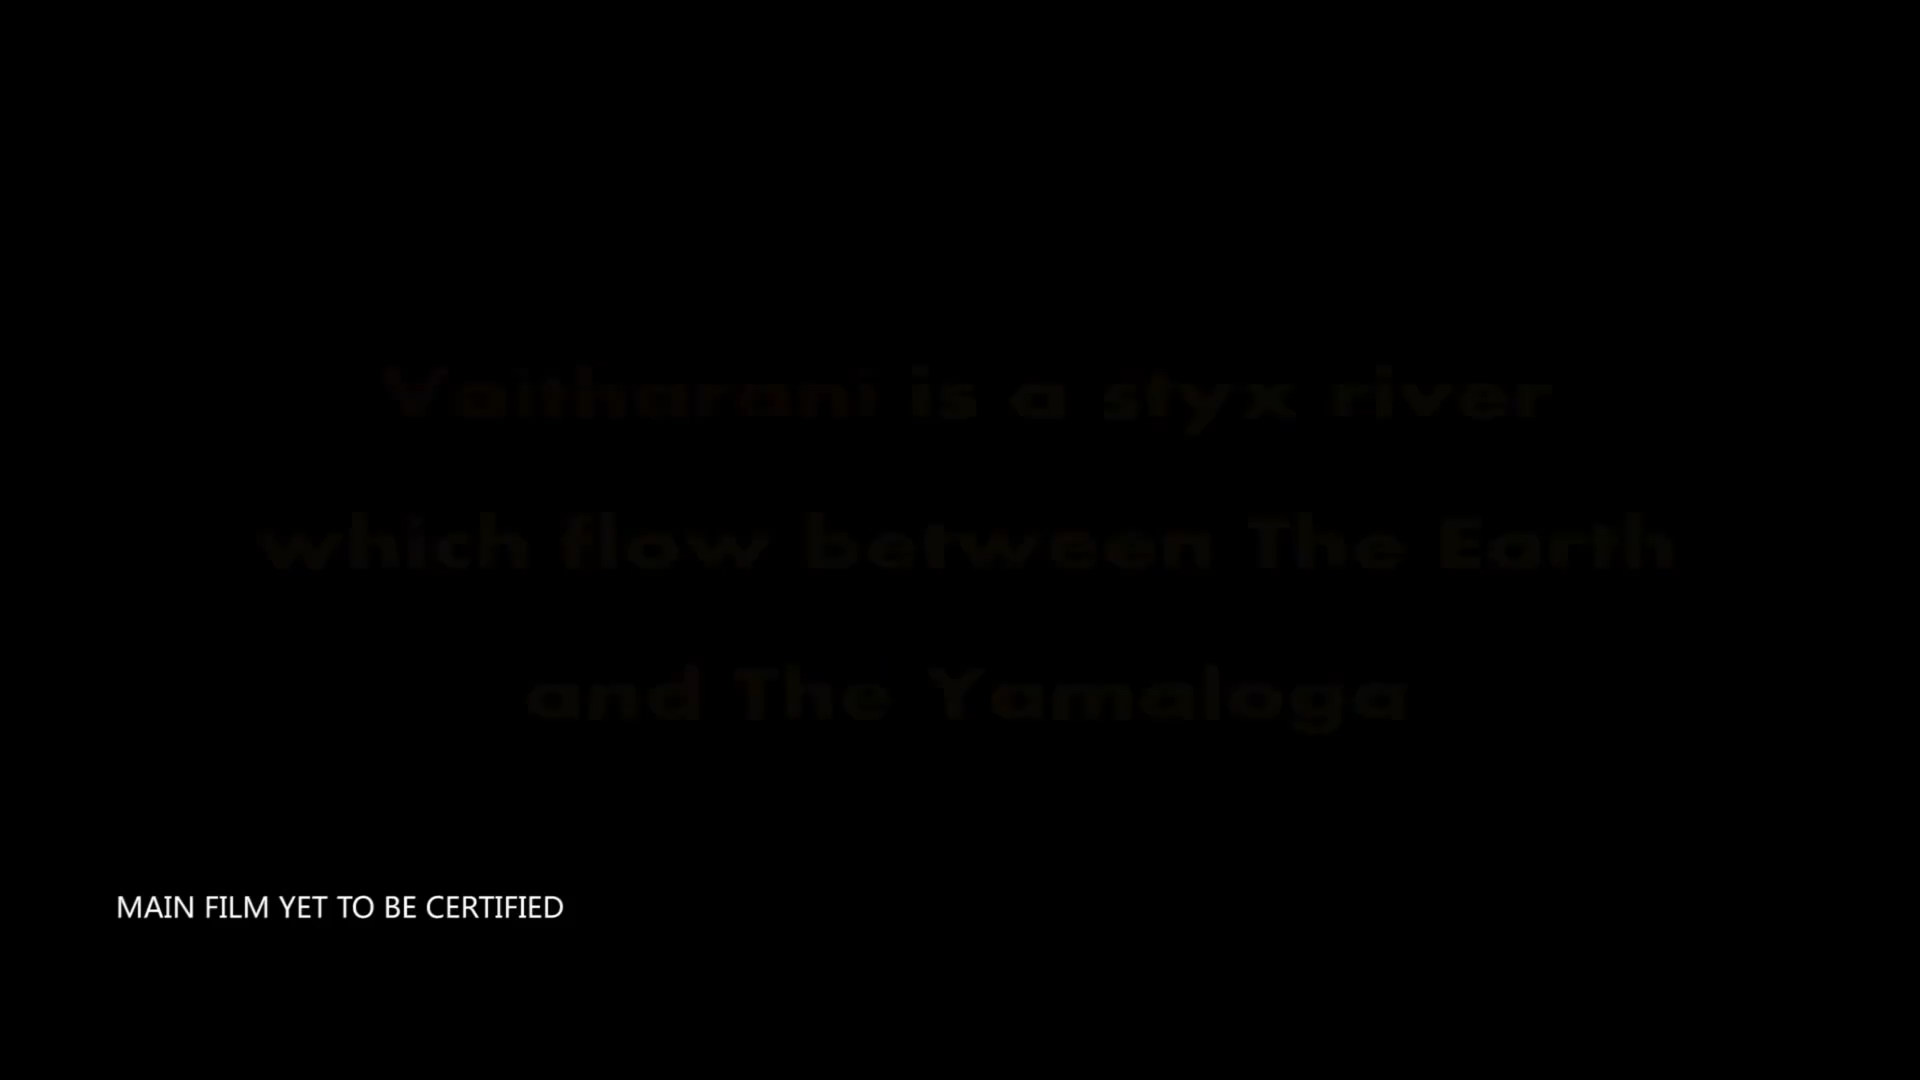 Vaitharani is a styx river
which flow between The Earth
and The Yamaloga
MAIN FILM YET TO BE CERTIFIED